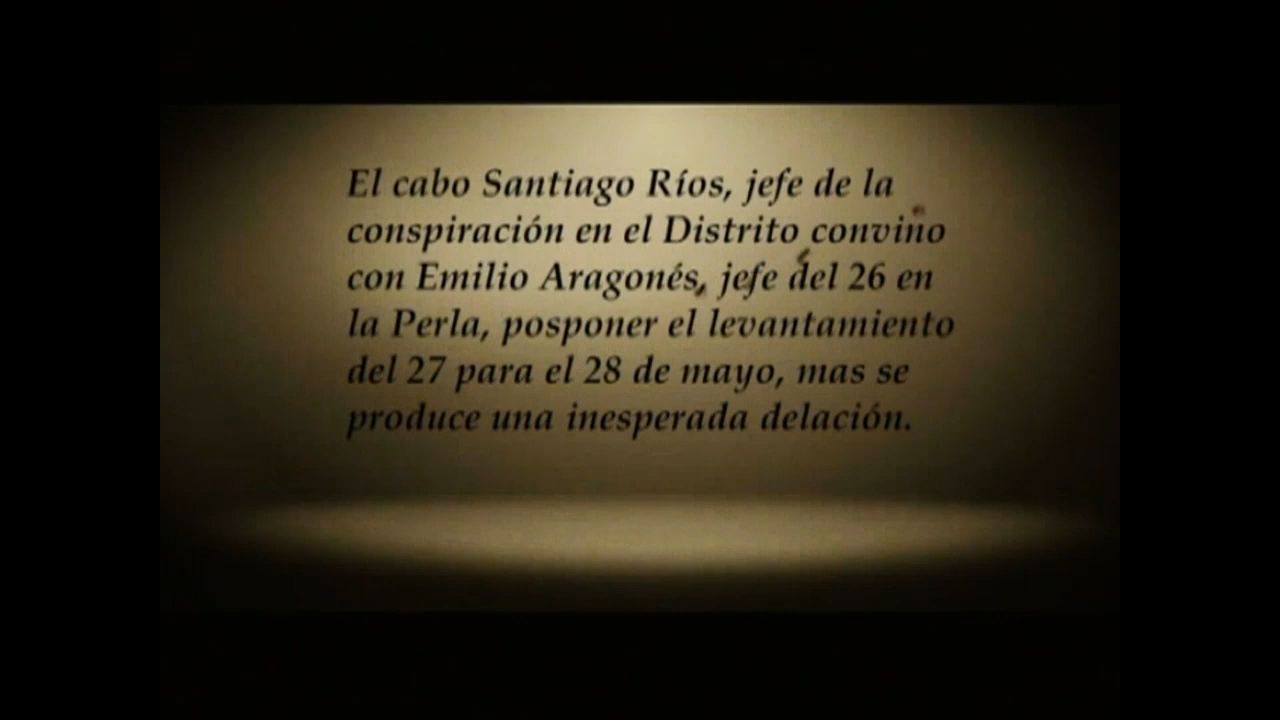 El cabo Santiago Ríos, jefe de la
conspiración en el Distrito convino
con Emilio Aragonés, jefe del 26 en
la Perla, posponer el levantamiento
del 27 para el 28 de mayo, mas se
produce una inesperada delación.